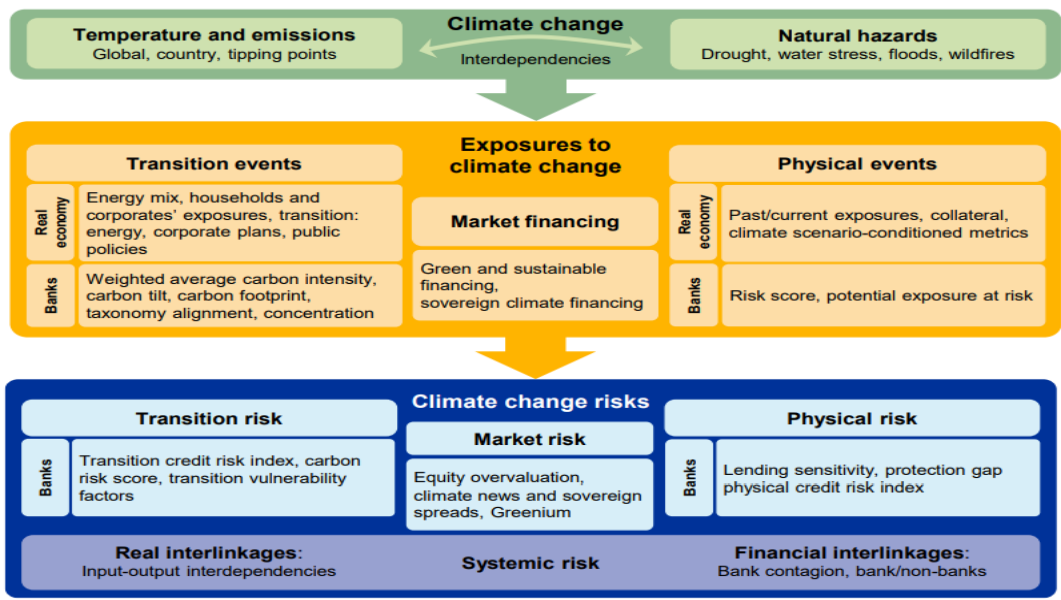 Climate change
Temperature and emissions
Global, country, tipping points
Interdependencies
Natural hazards
Drought, water stress, floods, wildfires
Exposures to
climate change
Transition events
Real
economy
Energy mix, households and
corporates' exposures, transition:
energy, corporate plans, public
policies
Banks
Weighted average carbon intensity,
carbon tilt, carbon footprint,
taxonomy alignment, concentration
Market financing
Green and sustainable
financing,
sovereign climate financing
Physical events
Real
economy
Past/current exposures, collateral,
climate scenario-conditioned metrics
Banks
Risk score, potential exposure at risk
Climate change risks
Transition risk
Banks
Transition credit risk index, carbon
risk score, transition vulnerability
factors
Market risk
Equity overvaluation,
climate news and sovereign
spreads, Greenium
Physical risk
Banks
Lending sensitivity, protection gap
physical credit risk index
Real interlinkages:
Input-output interdependencies
Systemic risk
Financial interlinkages:
Bank contagion, bank/non-banks